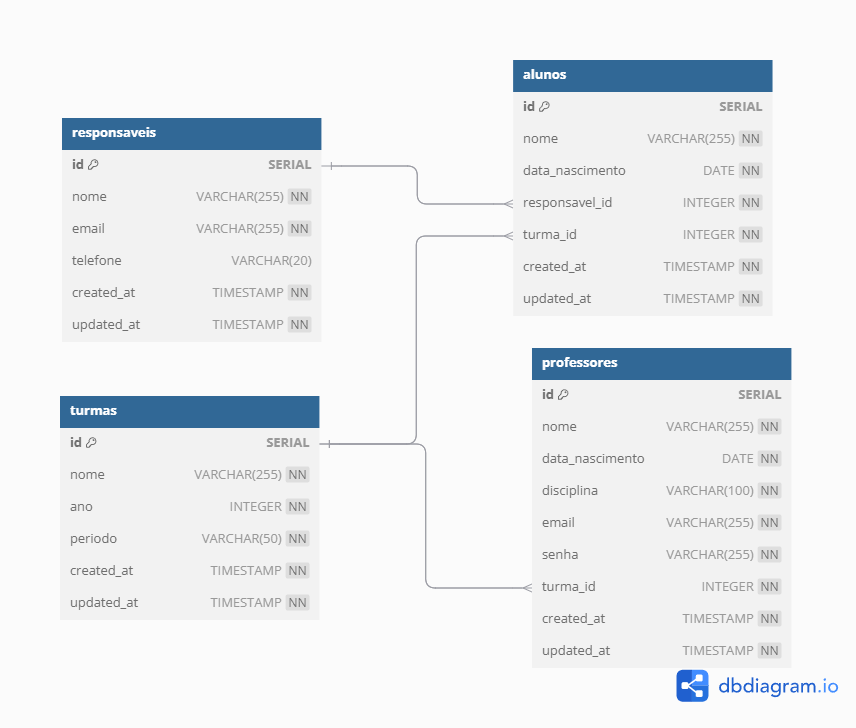 responsaveis
id SERIAL
nome VARCHAR(255) NN
email VARCHAR(255) NN
telefone VARCHAR(20)
created_at TIMESTAMP NN
updated_at TIMESTAMP NN
turmas
id SERIAL
nome VARCHAR(255) NN
ano INTEGER NN
periodo VARCHAR(50) NN
created_at TIMESTAMP NN
updated_at TIMESTAMP NN
alunos
id SERIAL
nome VARCHAR(255) NN
data_nascimento DATE NN
responsavel_id INTEGER NN
turma_id INTEGER NN
created_at TIMESTAMP NN
updated_at TIMESTAMP NN
professores
id SERIAL
nome VARCHAR(255) NN
data_nascimento DATE NN
disciplina VARCHAR(100) NN
email VARCHAR(255) NN
senha VARCHAR(255) NN
turma_id INTEGER NN
created_at TIMESTAMP NN
updated_at TIMESTAMP NN
dbdiagram.io